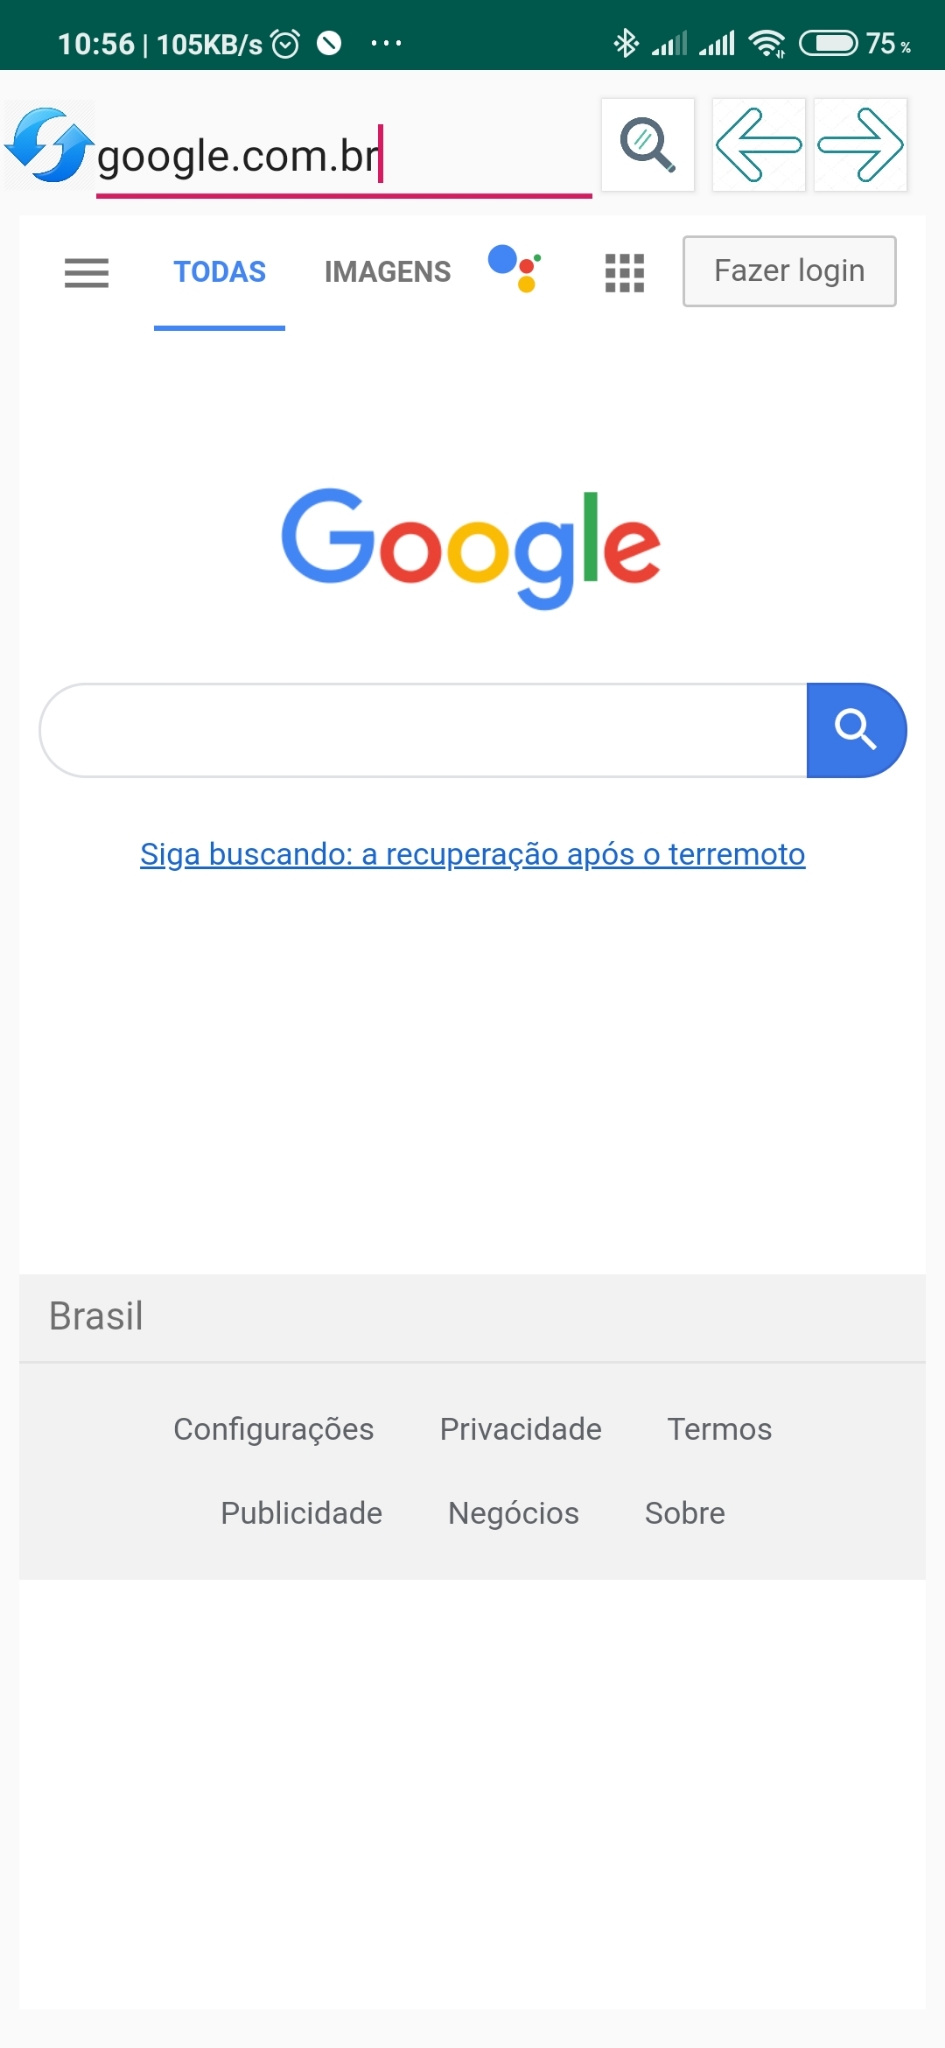 10:56 | 105KB/s ... 75 %
google.com.br
TODAS IMAGENS Fazer login
Google
Siga buscando: a recuperação após o terremoto
Brasil
Configurações Privacidade Termos
Publicidade Negócios Sobre